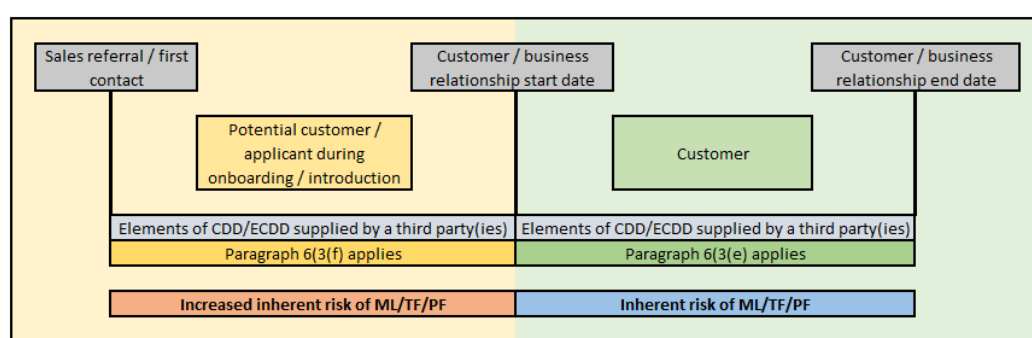 Sales referral / first
contact
Customer / business
relationship start date
Customer / business
relationship end date
Potential customer /
applicant during
onboarding / introduction
Customer
Elements of CDD/ECDD supplied by a third party(ies)
Elements of CDD/ECDD supplied by a third party(ies)
Paragraph 6(3(f) applies
Paragraph 6(3(e) applies
Increased inherent risk of ML/TF/PF
Inherent risk of ML/TF/PF